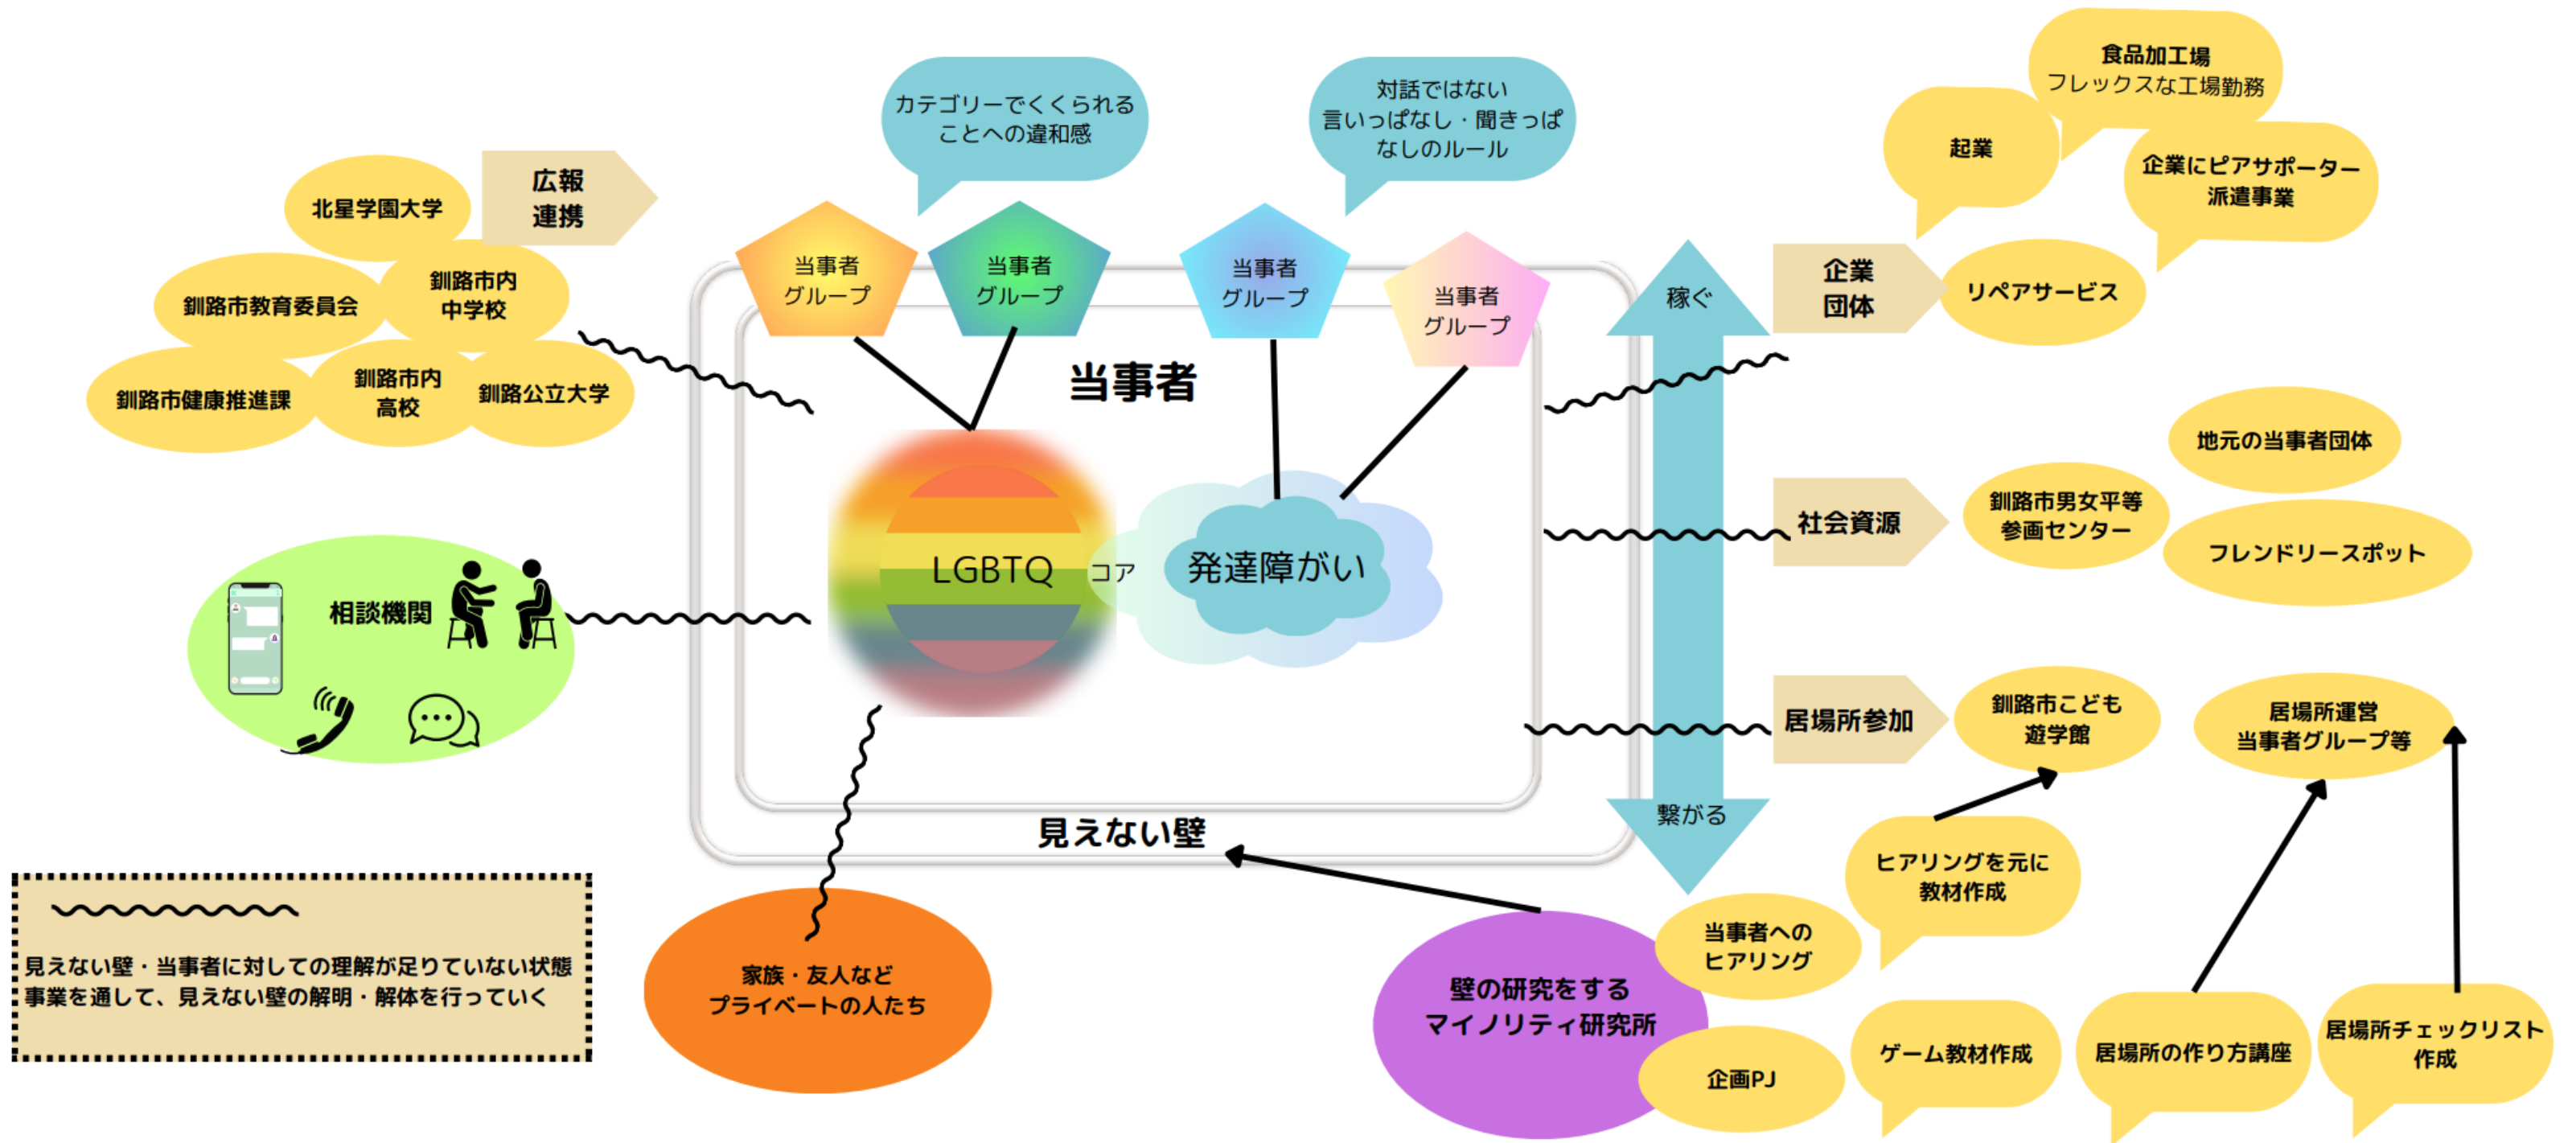 食品加工場
フレックスな工場勤務
起業
企業にピアサポーター
派遣事業
カテゴリーでくくられる
ことへの違和感
対話ではない
言いっぱなし・聞きっぱ
なしのルール
広報
連携
北星学園大学
釧路市教育委員会
釧路市内
中学校
釧路市健康推進課
釧路市内
高校
釧路公立大学
当事者
グループ
当事者
グループ
当事者
グループ
当事者
グループ
当事者
稼ぐ
企業
団体
リペアサービス
地元の当事者団体
社会資源
釧路市男女平等
参画センター
フレンドリースポット
LGBTQ
コア
発達障がい
相談機関
居場所参加
釧路市こども
遊学館
居場所運営
当事者グループ等
繋がる
見えない壁
ヒアリングを元に
教材作成
見えない壁・当事者に対しての理解が足りていない状態
事業を通して、見えない壁の解明・解体を行っていく
家族・友人など
プライベートの人たち
壁の研究をする
マイノリティ研究所
当事者への
ヒアリング
企画PJ
ゲーム教材作成
居場所の作り方講座
居場所チェックリスト
作成